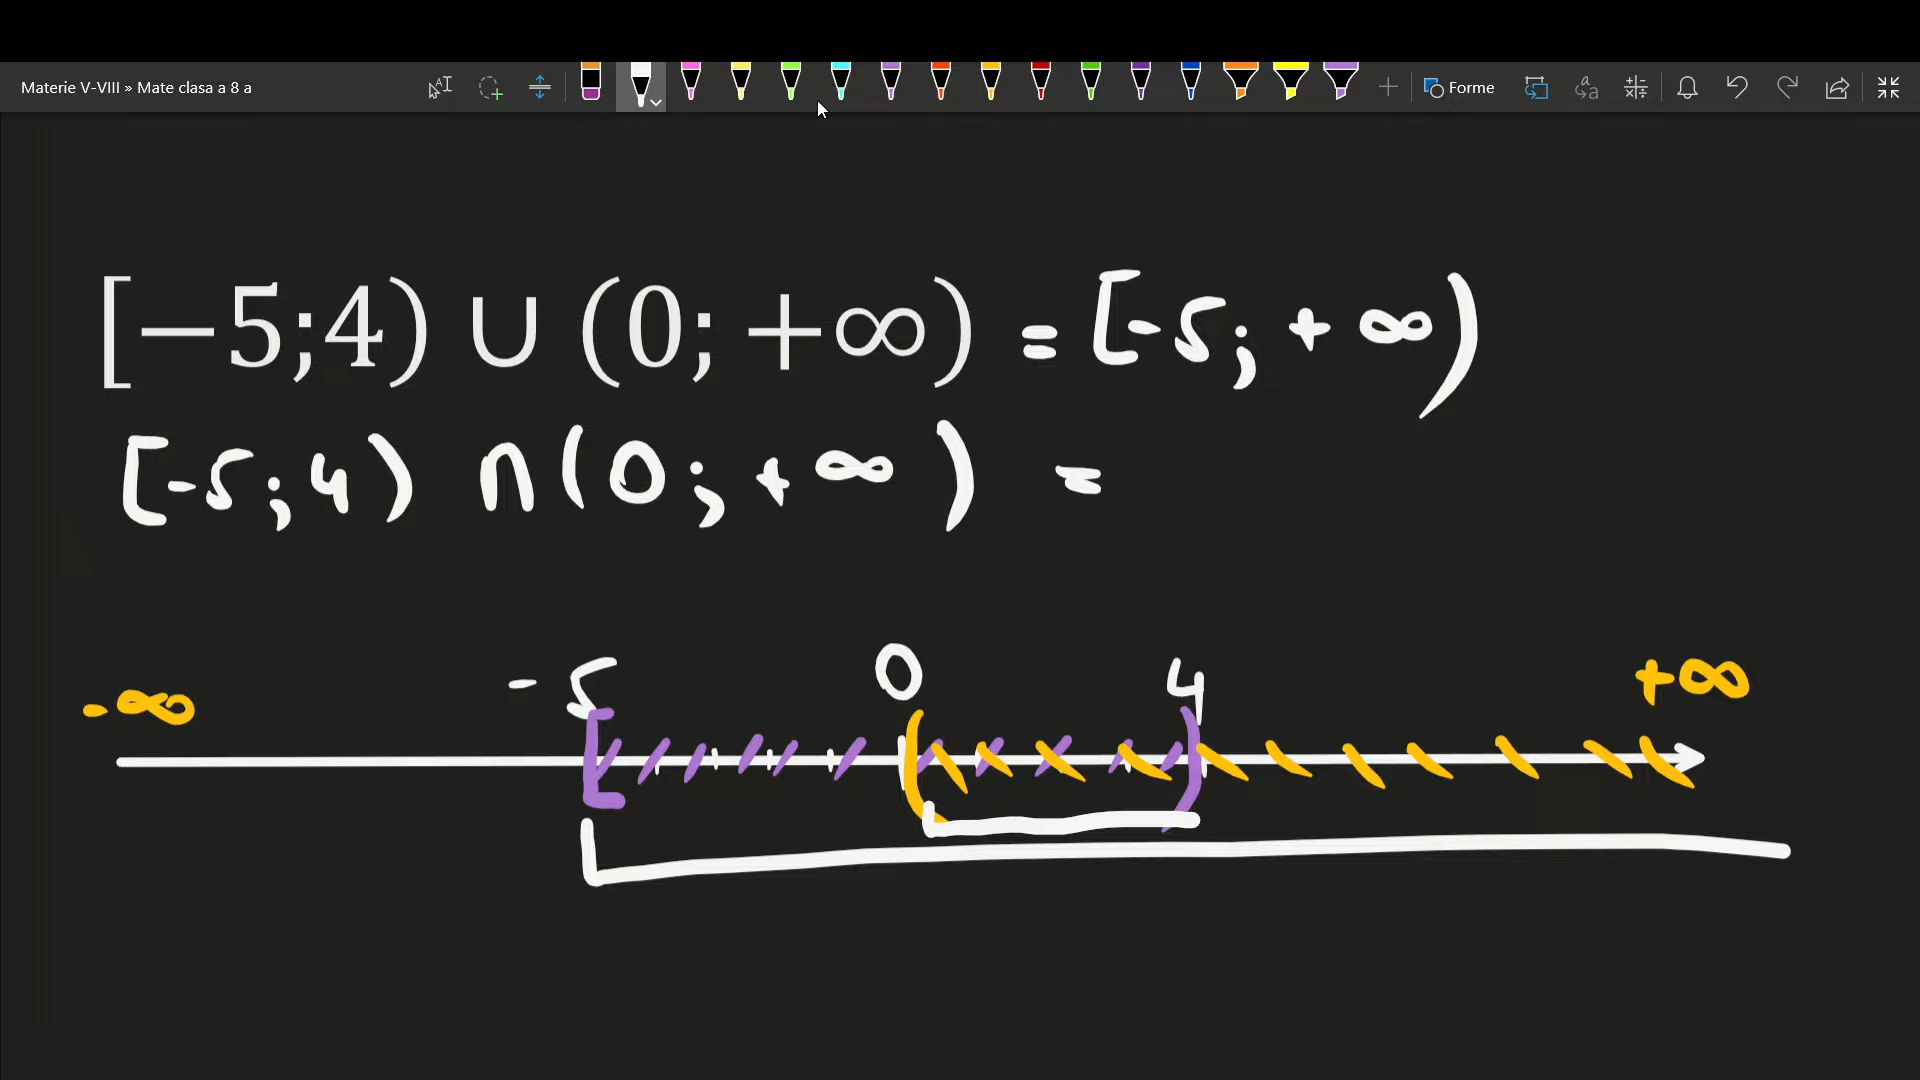 Materie V-VIII » Mate clasa a 8 a
Forme
[−5;4) ∪ (0; +∞) = [-5; +∞)
[-5;4) ∩ (0; +∞) =
-5 0 4 +∞
-∞